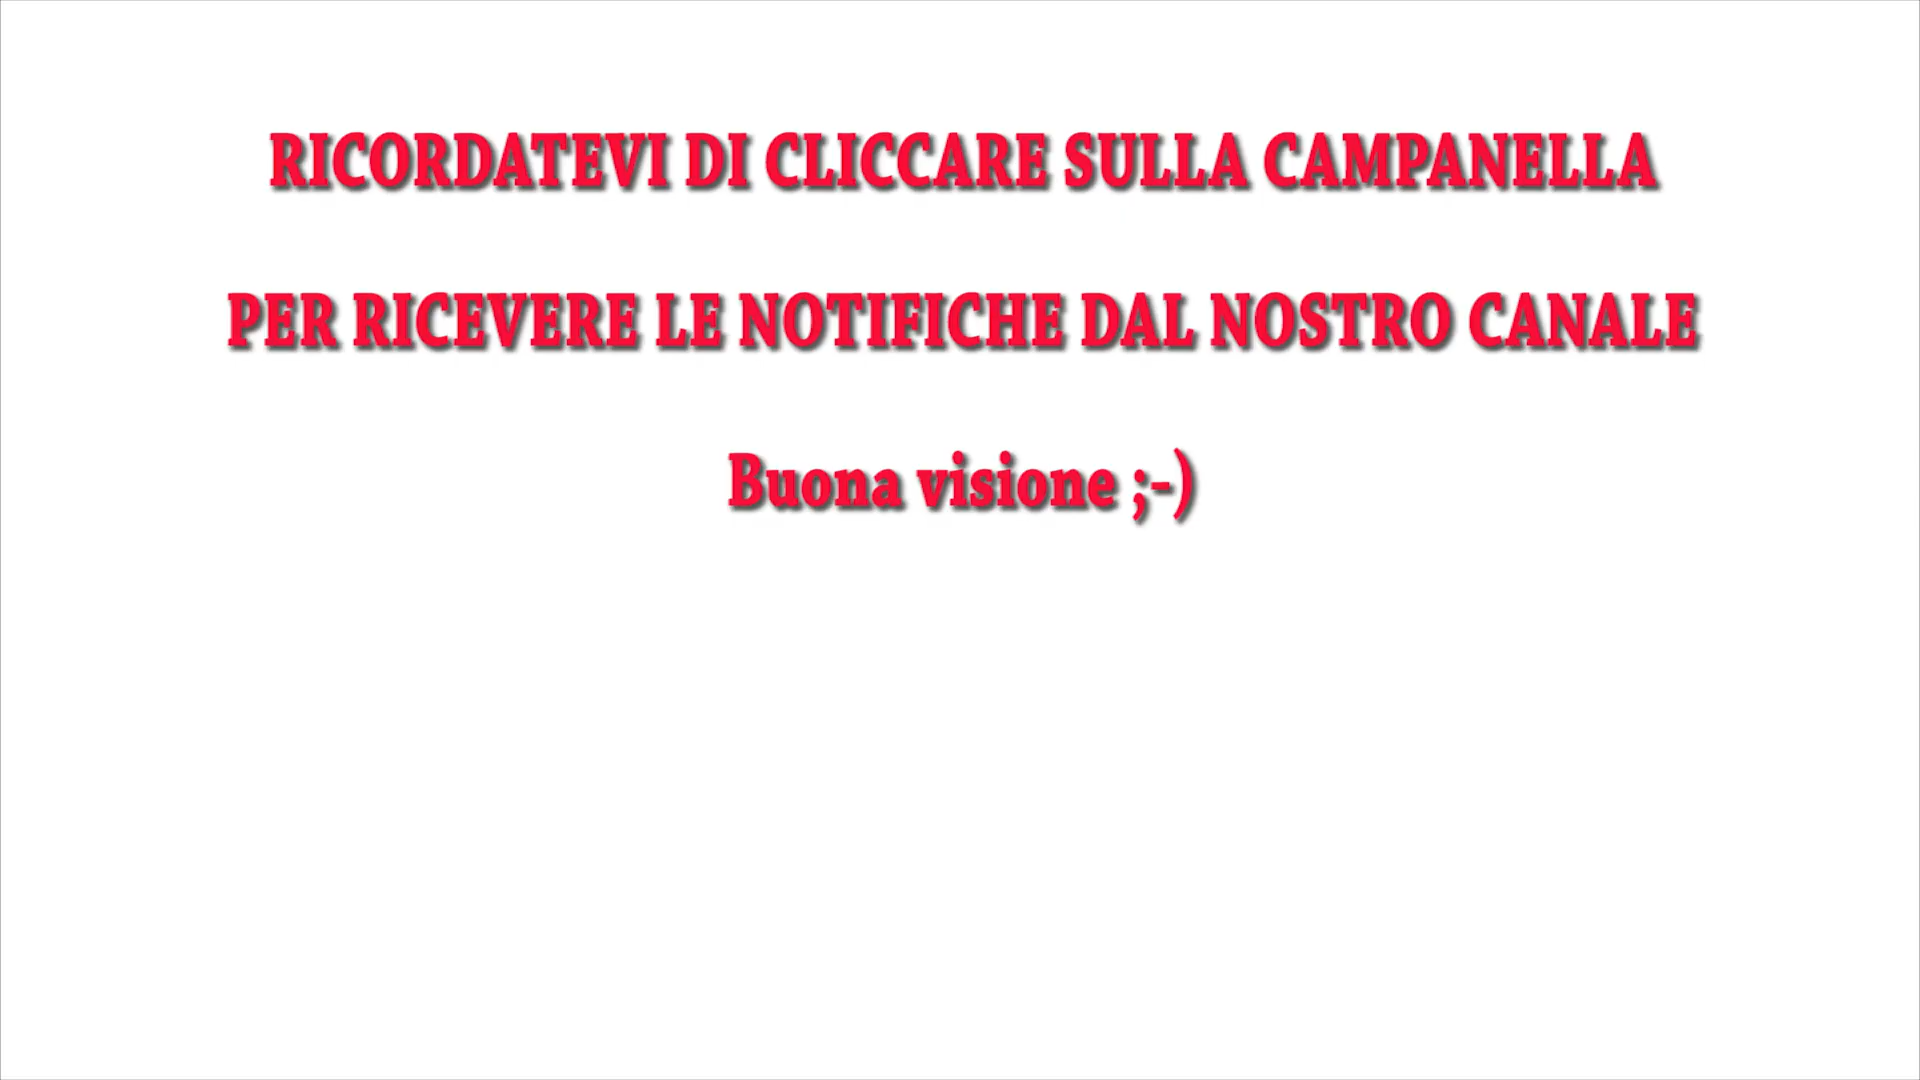 RICORDATEVI DI CLICCARE SULLA CAMPANELLA
PER RICEVERE LE NOTIFICHE DAL NOSTRO CANALE
Buona visione ;-)